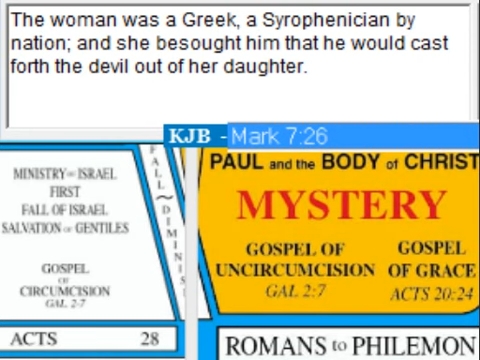 The woman was a Greek, a Syrophenician by
nation; and she besought him that he would cast
forth the devil out of her daughter.
KJB - Mark 7:26
MINISTRY OF ISRAEL
FIRST
FALL OF ISRAEL
SALVATION OF GENTILES
GOSPEL
OF
CIRCUMCISION
GAL 2-7
ACTS 28
FALL ~ DIMINIS
PAUL and the BODY of CHRIST
MYSTERY
GOSPEL OF
UNCIRCUMCISION
GAL 2:7
GOSPEL
OF GRACE
ACTS 20:24
ROMANS to PHILEMON